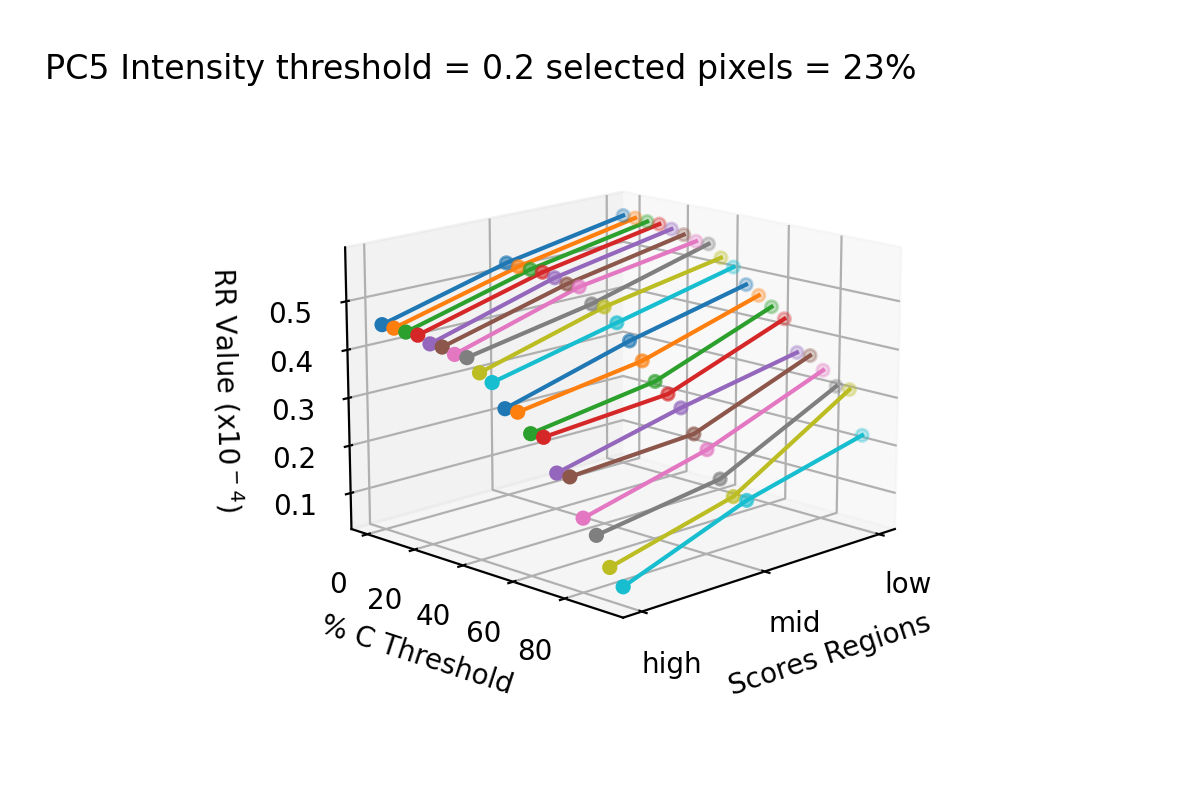 PC5 Intensity threshold = 0.2 selected pixels = 23%
RR Value (x10⁻⁴)
0.5
0.4
0.3
0.2
0.1
0
20
40
60
80
% C Threshold
high
mid
low
Scores Regions